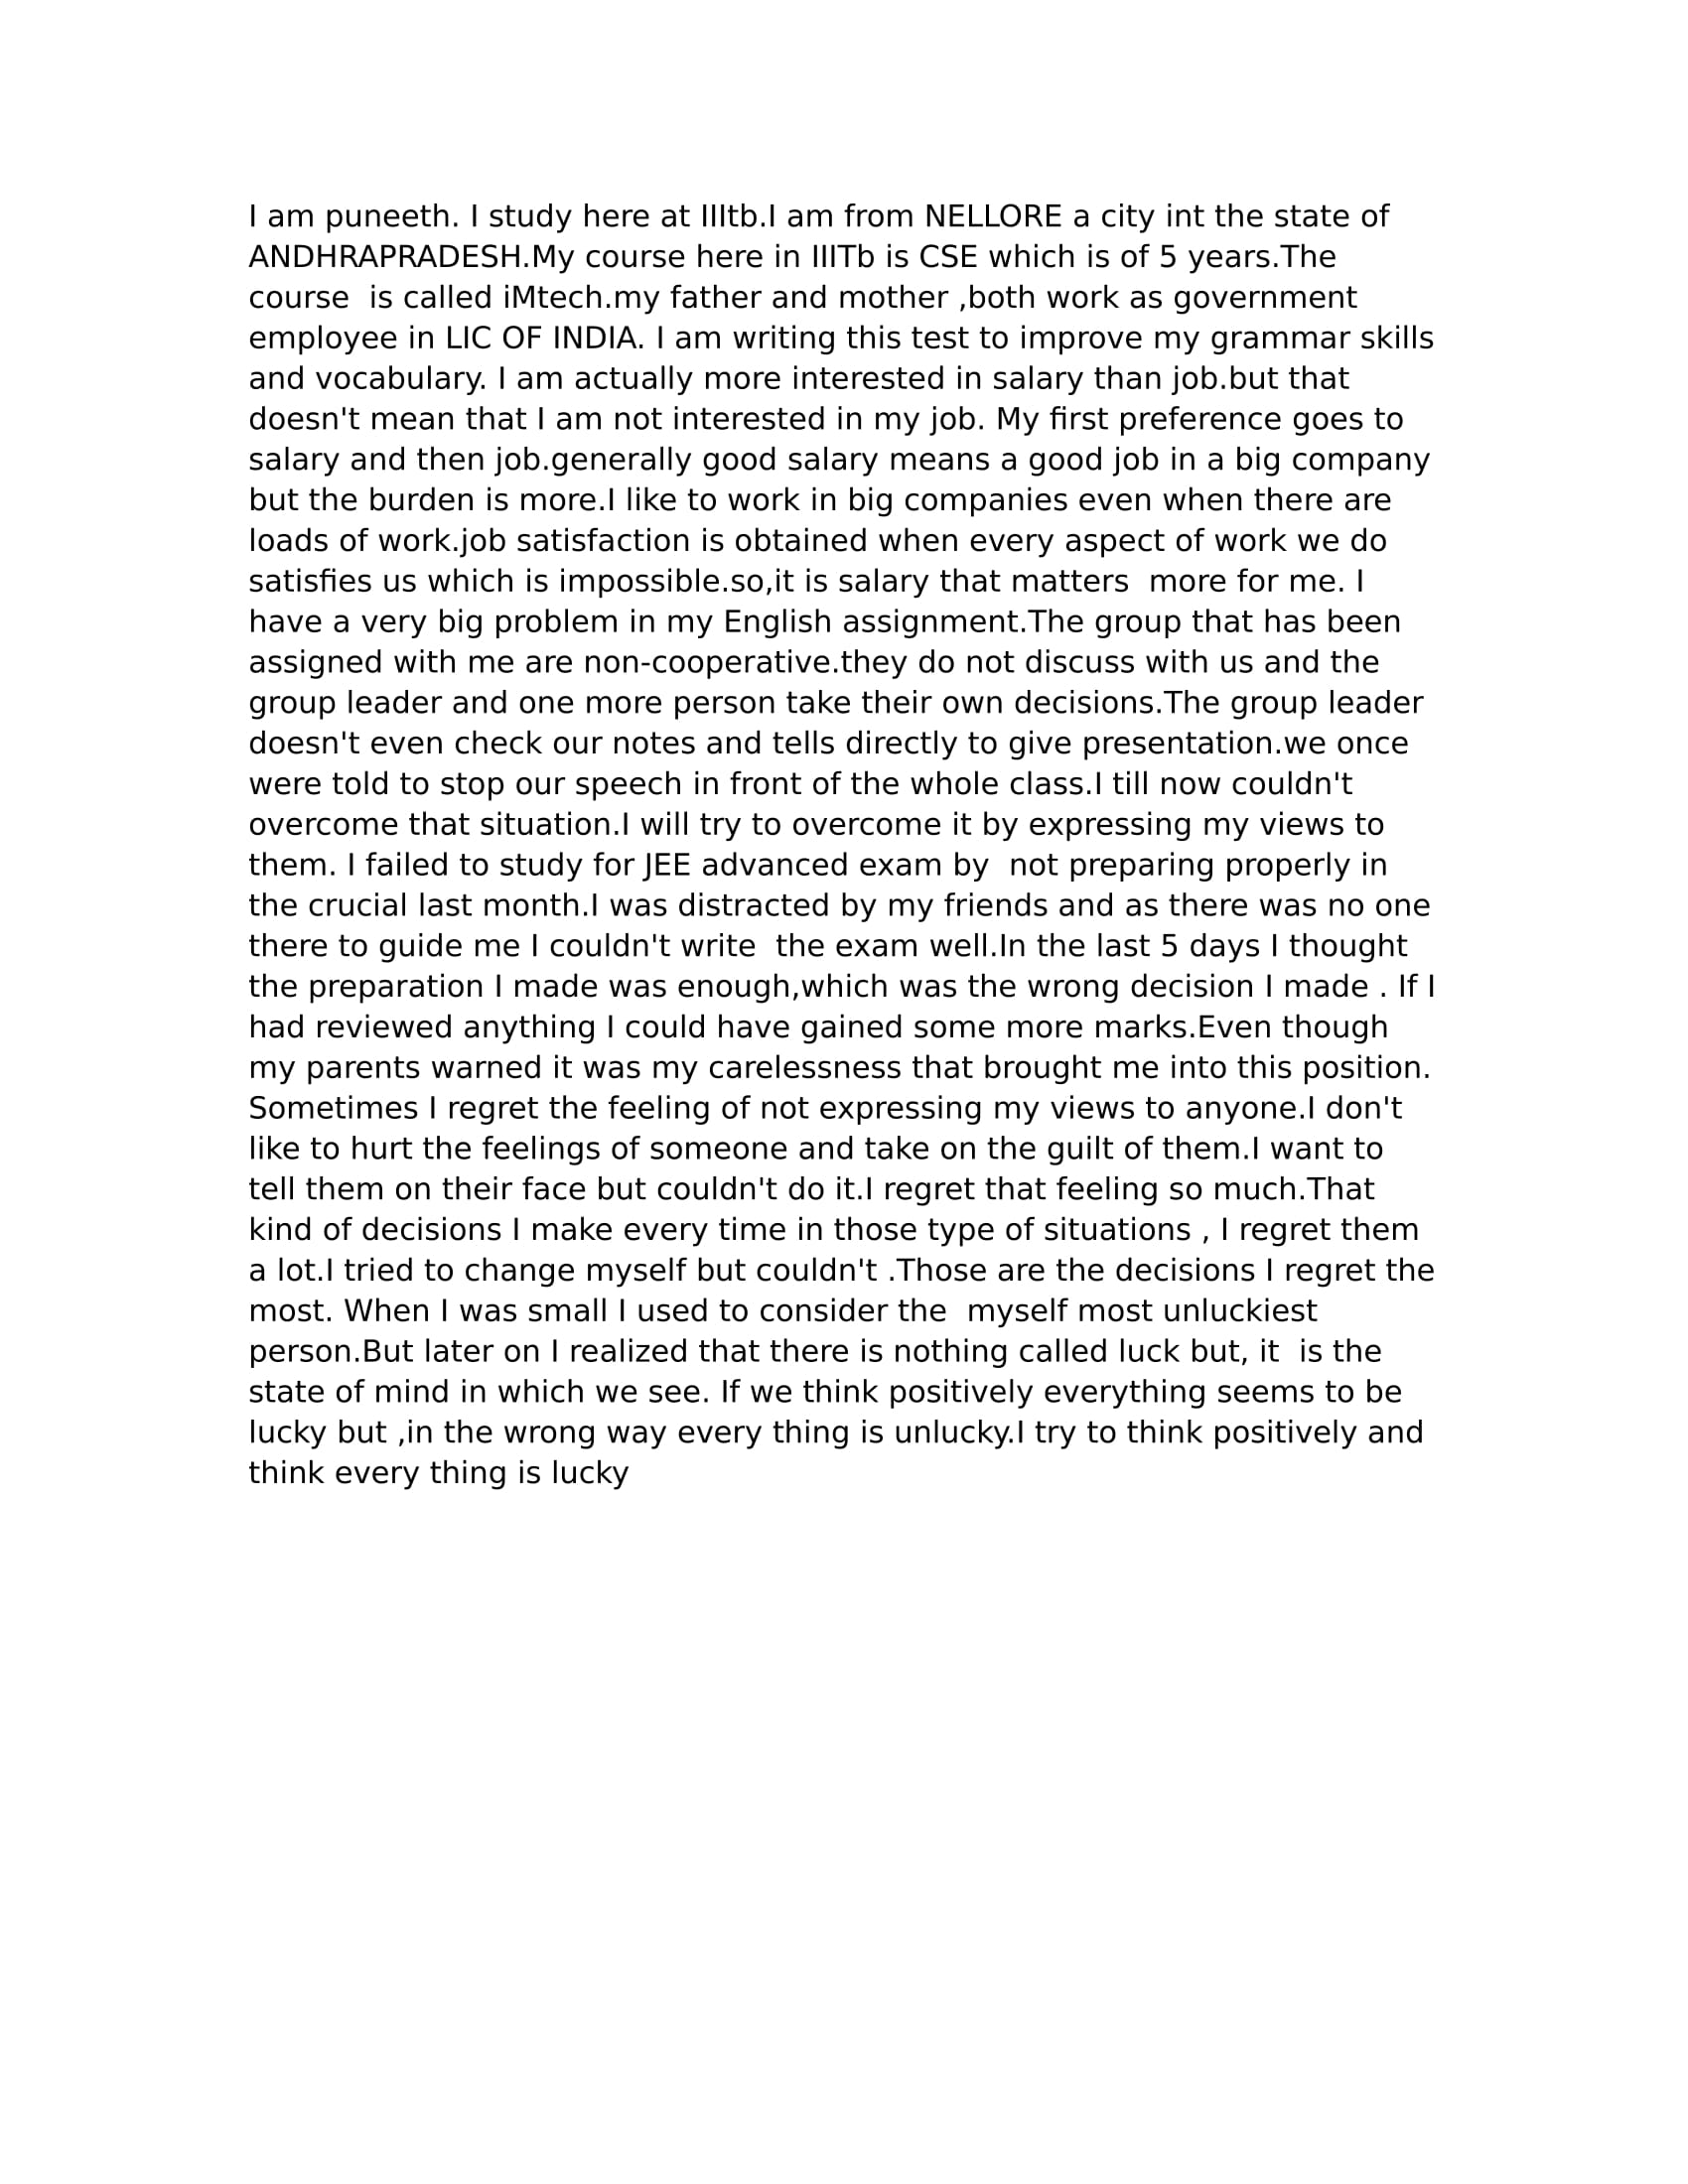 I am puneeth. I study here at IIItb.I am from NELLORE a city int the state of
ANDHRAPRADESH.My course here in IIITb is CSE which is of 5 years.The
course  is called iMtech.my father and mother ,both work as government
employee in LIC OF INDIA. I am writing this test to improve my grammar skills
and vocabulary. I am actually more interested in salary than job.but that
doesn't mean that I am not interested in my job. My first preference goes to
salary and then job.generally good salary means a good job in a big company
but the burden is more.I like to work in big companies even when there are
loads of work.job satisfaction is obtained when every aspect of work we do
satisfies us which is impossible.so,it is salary that matters  more for me. I
have a very big problem in my English assignment.The group that has been
assigned with me are non-cooperative.they do not discuss with us and the
group leader and one more person take their own decisions.The group leader
doesn't even check our notes and tells directly to give presentation.we once
were told to stop our speech in front of the whole class.I till now couldn't
overcome that situation.I will try to overcome it by expressing my views to
them. I failed to study for JEE advanced exam by  not preparing properly in
the crucial last month.I was distracted by my friends and as there was no one
there to guide me I couldn't write  the exam well.In the last 5 days I thought
the preparation I made was enough,which was the wrong decision I made . If I
had reviewed anything I could have gained some more marks.Even though
my parents warned it was my carelessness that brought me into this position.
Sometimes I regret the feeling of not expressing my views to anyone.I don't
like to hurt the feelings of someone and take on the guilt of them.I want to
tell them on their face but couldn't do it.I regret that feeling so much.That
kind of decisions I make every time in those type of situations , I regret them
a lot.I tried to change myself but couldn't .Those are the decisions I regret the
most. When I was small I used to consider the  myself most unluckiest
person.But later on I realized that there is nothing called luck but, it  is the
state of mind in which we see. If we think positively everything seems to be
lucky but ,in the wrong way every thing is unlucky.I try to think positively and
think every thing is lucky